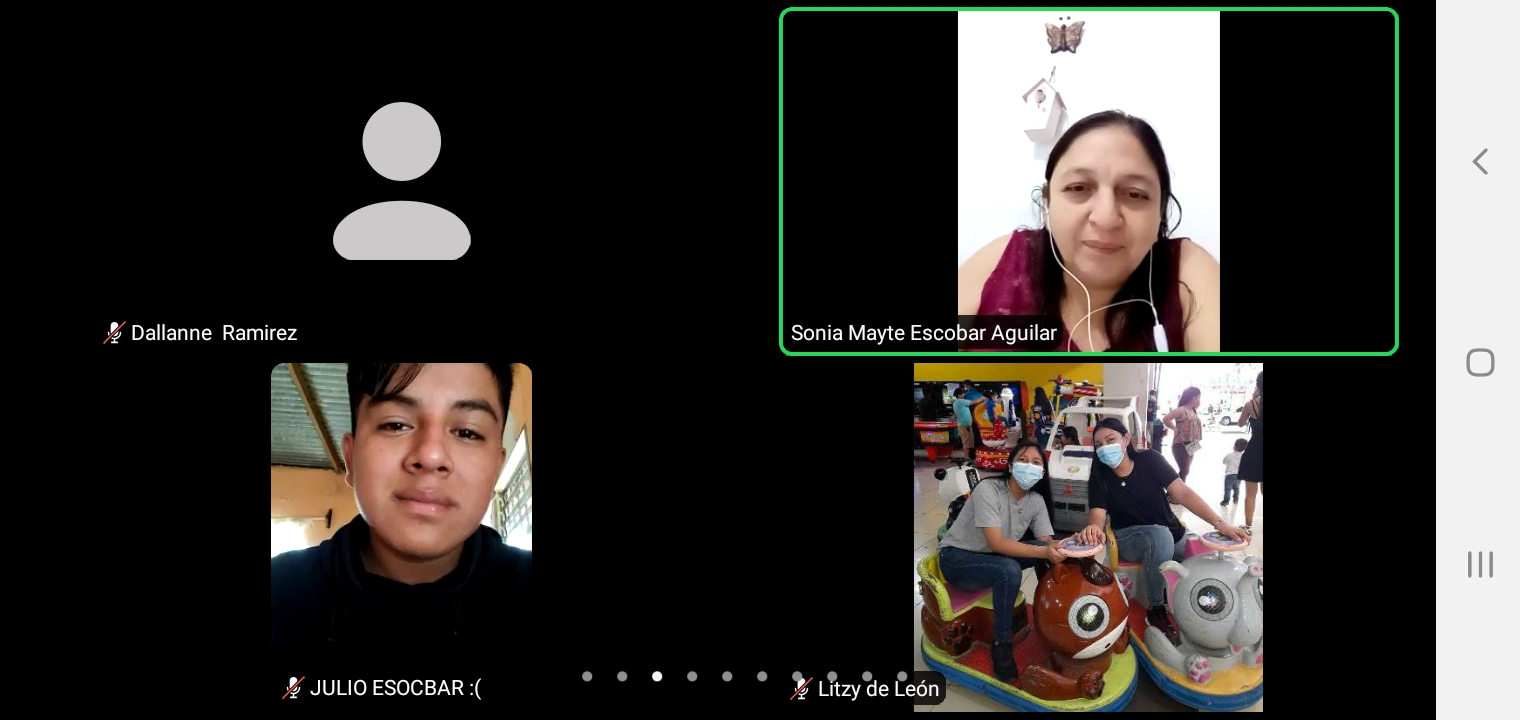 Dallanne  Ramirez
Sonia Mayte Escobar Aguilar
JULIO ESOCBAR :(
Litzy de León